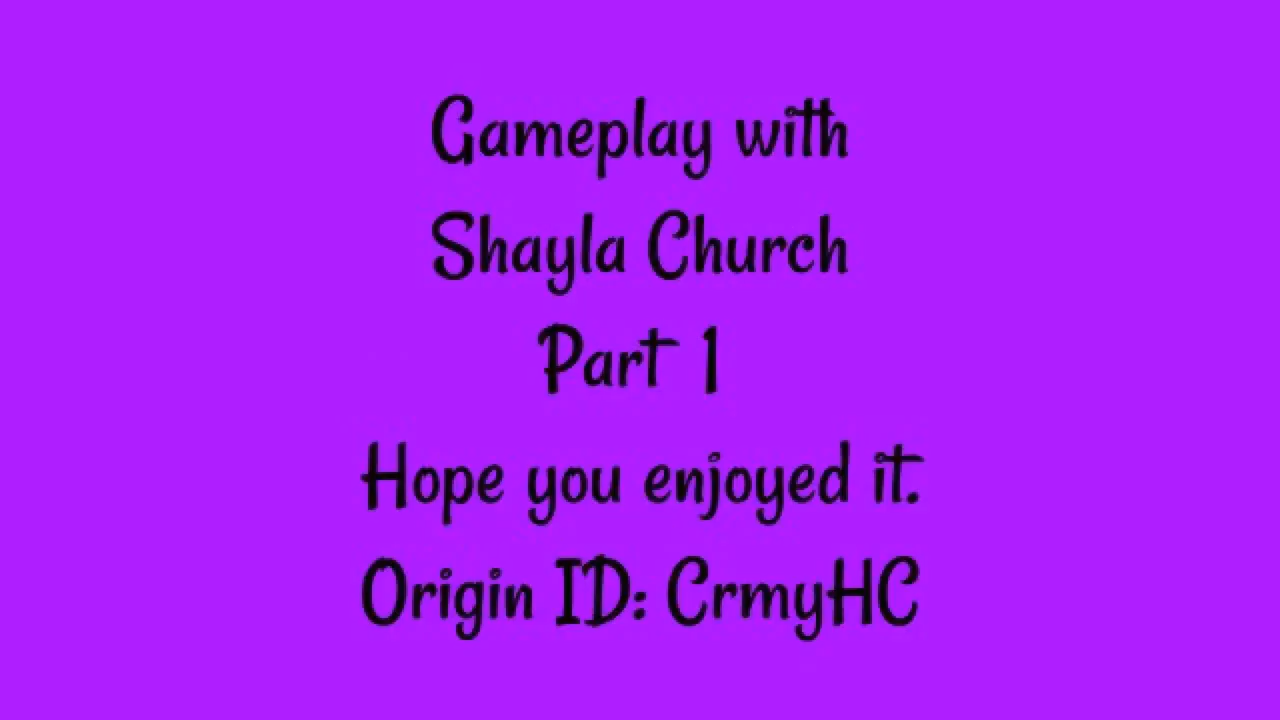 Gameplay with
Shayla Church
Part 1
Hope you enjoyed it.
Origin ID: CrmyHC